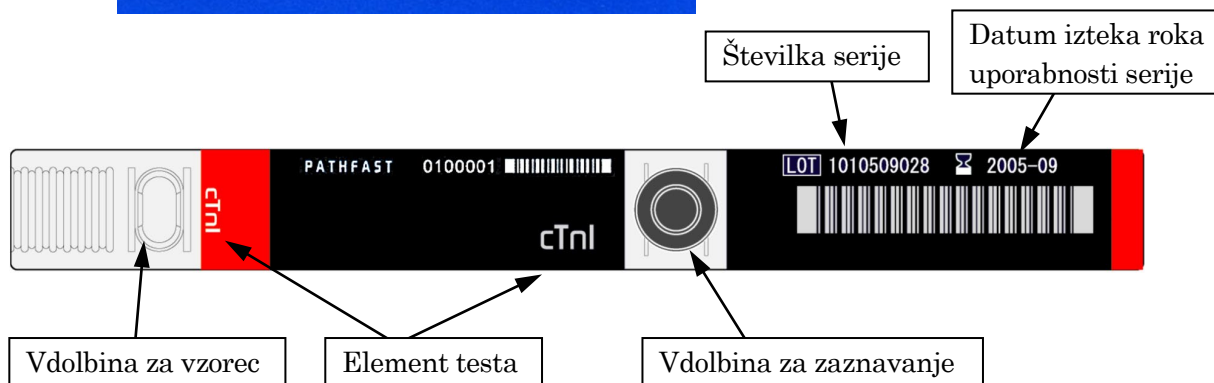 Številka serije
Datum izteka roka
uporabnosti serije
PATHFAST 0100001
LOT 1010509028 2005-09
cTnI
cTnI
Vdolbina za vzorec
Element testa
Vdolbina za zaznavanje